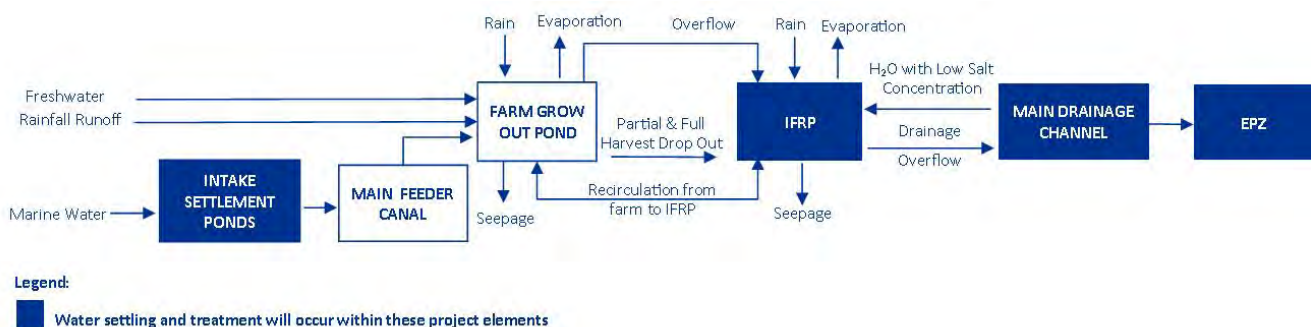 Rain
Evaporation
Overflow
Rain
Evaporation
H₂O with Low Salt
Concentration
Freshwater
Rainfall Runoff
FARM GROW
OUT POND
Partial & Full
Harvest Drop Out
IFRP
Drainage
Overflow
MAIN DRAINAGE
CHANNEL
EPZ
Marine Water
INTAKE
SETTLEMENT
PONDS
MAIN FEEDER
CANAL
Seepage
Recirculation from
farm to IFRP
Seepage
Legend:
Water settling and treatment will occur within these project elements